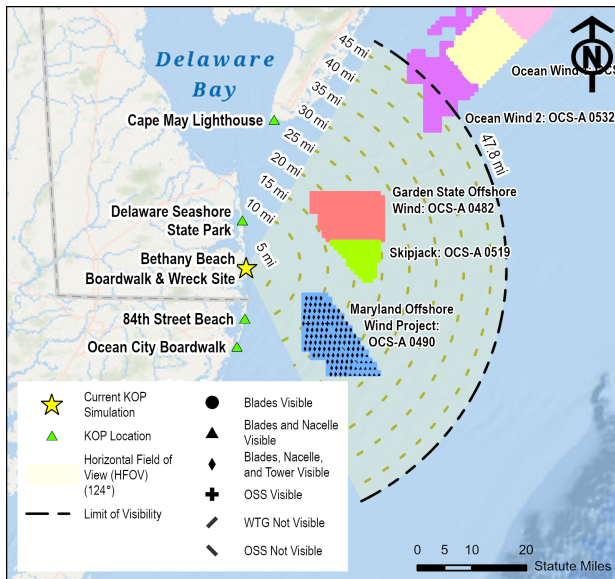 Delaware
Bay
45 mi
40 mi
35 mi
30 mi
25 mi
20 mi
15 mi
10 mi
5 mi
47.8 mi
N
Ocean Wind 1: OCS
Ocean Wind 2: OCS-A 0532
Cape May Lighthouse
Garden State Offshore
Wind: OCS-A 0482
Delaware Seashore
State Park
Skipjack: OCS-A 0519
Bethany Beach
Boardwalk & Wreck Site
Maryland Offshore
Wind Project:
OCS-A 0490
84th Street Beach
Ocean City Boardwalk
Current KOP
Simulation
KOP Location
Horizontal Field of
View (HFOV)
(124°)
Limit of Visibility
Blades Visible
Blades and Nacelle
Visible
Blades, Nacelle,
and Tower Visible
OSS Visible
WTG Not Visible
OSS Not Visible
0 5 10 20
Statute Miles